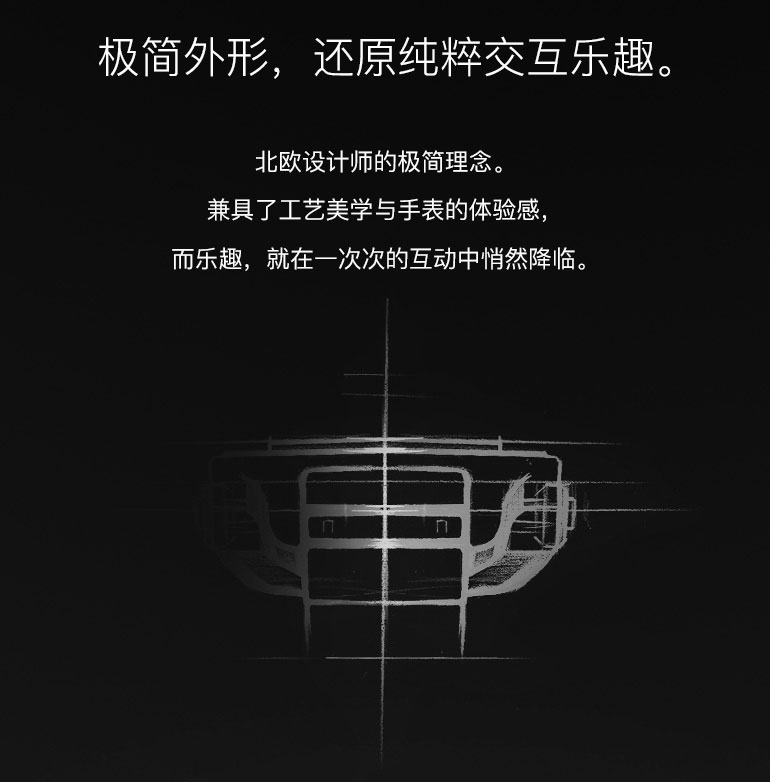 极简外形，还原纯粹交互乐趣。
北欧设计师的极简理念。
兼具了工艺美学与手表的体验感，
而乐趣，就在一次次的互动中悄然降临。